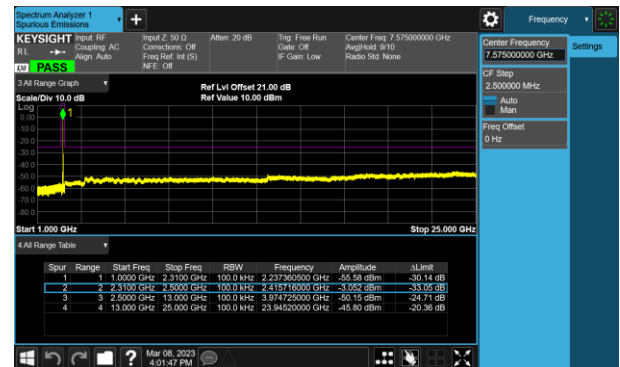 Spectrum Analyzer 1
Spurious Emissions
Frequency
KEYSIGHT Input: RF Input Z: 50 Ω Atten: 20 dB Trig: Free Run Center Freq: 7.575000000 GHz
RL Coupling: AC Corrections: Off Gate: Off Avg|Hold: 9/10
Align: Auto Freq Ref: Int (S) IF Gain: Low Radio Std: None
NFE: Off
LNI PASS
Center Frequency
7.575000000 GHz
Settings
CF Step
2.500000 MHz
Auto
Man
Freq Offset
0 Hz
3 All Range Graph
Ref Lvl Offset 21.00 dB
Scale/Div 10.0 dB Ref Value 10.00 dBm
Log
1
0.00
-10.0
-20.0
-30.0
-40.0
-50.0
-60.0
-70.0
-80.0
Start 1.000 GHz Stop 25.000 GHz
4 All Range Table
Spur Range Start Freq Stop Freq RBW Frequency Amplitude ΔLimit
1 1 1.0000 GHz 2.3100 GHz 100.0 kHz 2.237360500 GHz -55.58 dBm -30.14 dB
2 2 2.3100 GHz 2.5000 GHz 100.0 kHz 2.415716000 GHz -3.052 dBm -33.05 dB
3 3 2.5000 GHz 13.000 GHz 100.0 kHz 3.974725000 GHz -50.15 dBm -24.71 dB
4 4 13.000 GHz 25.000 GHz 100.0 kHz 23.94520000 GHz -45.80 dBm -20.36 dB
? Mar 08, 2023
4:01:47 PM